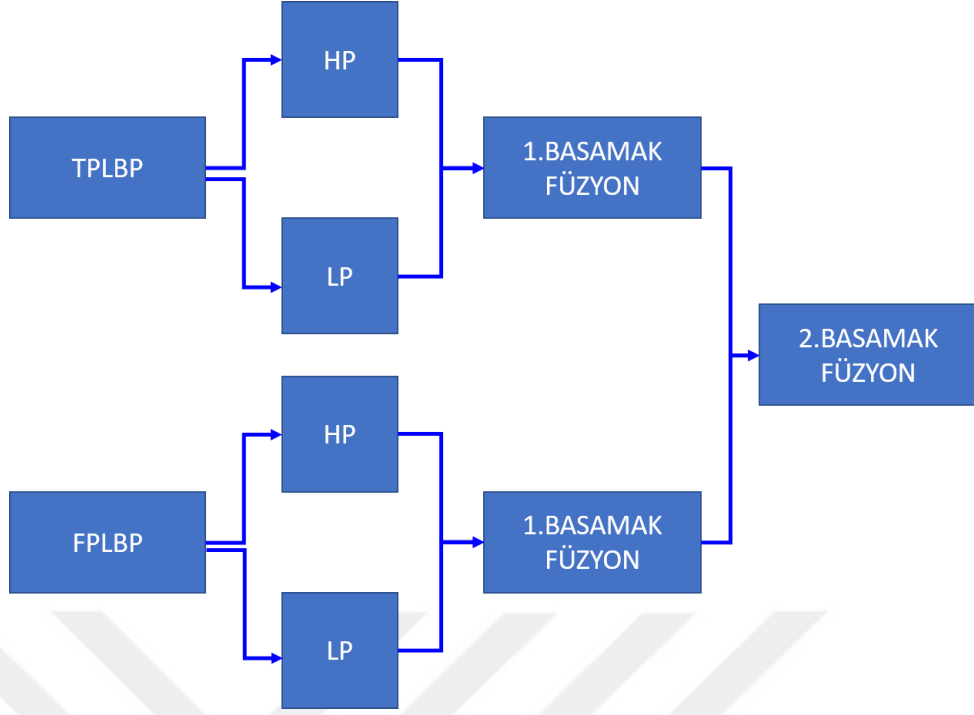 HP
TPLBP
1.BASAMAK
FÜZYON
LP
2.BASAMAK
FÜZYON
HP
FPLBP
1.BASAMAK
FÜZYON
LP